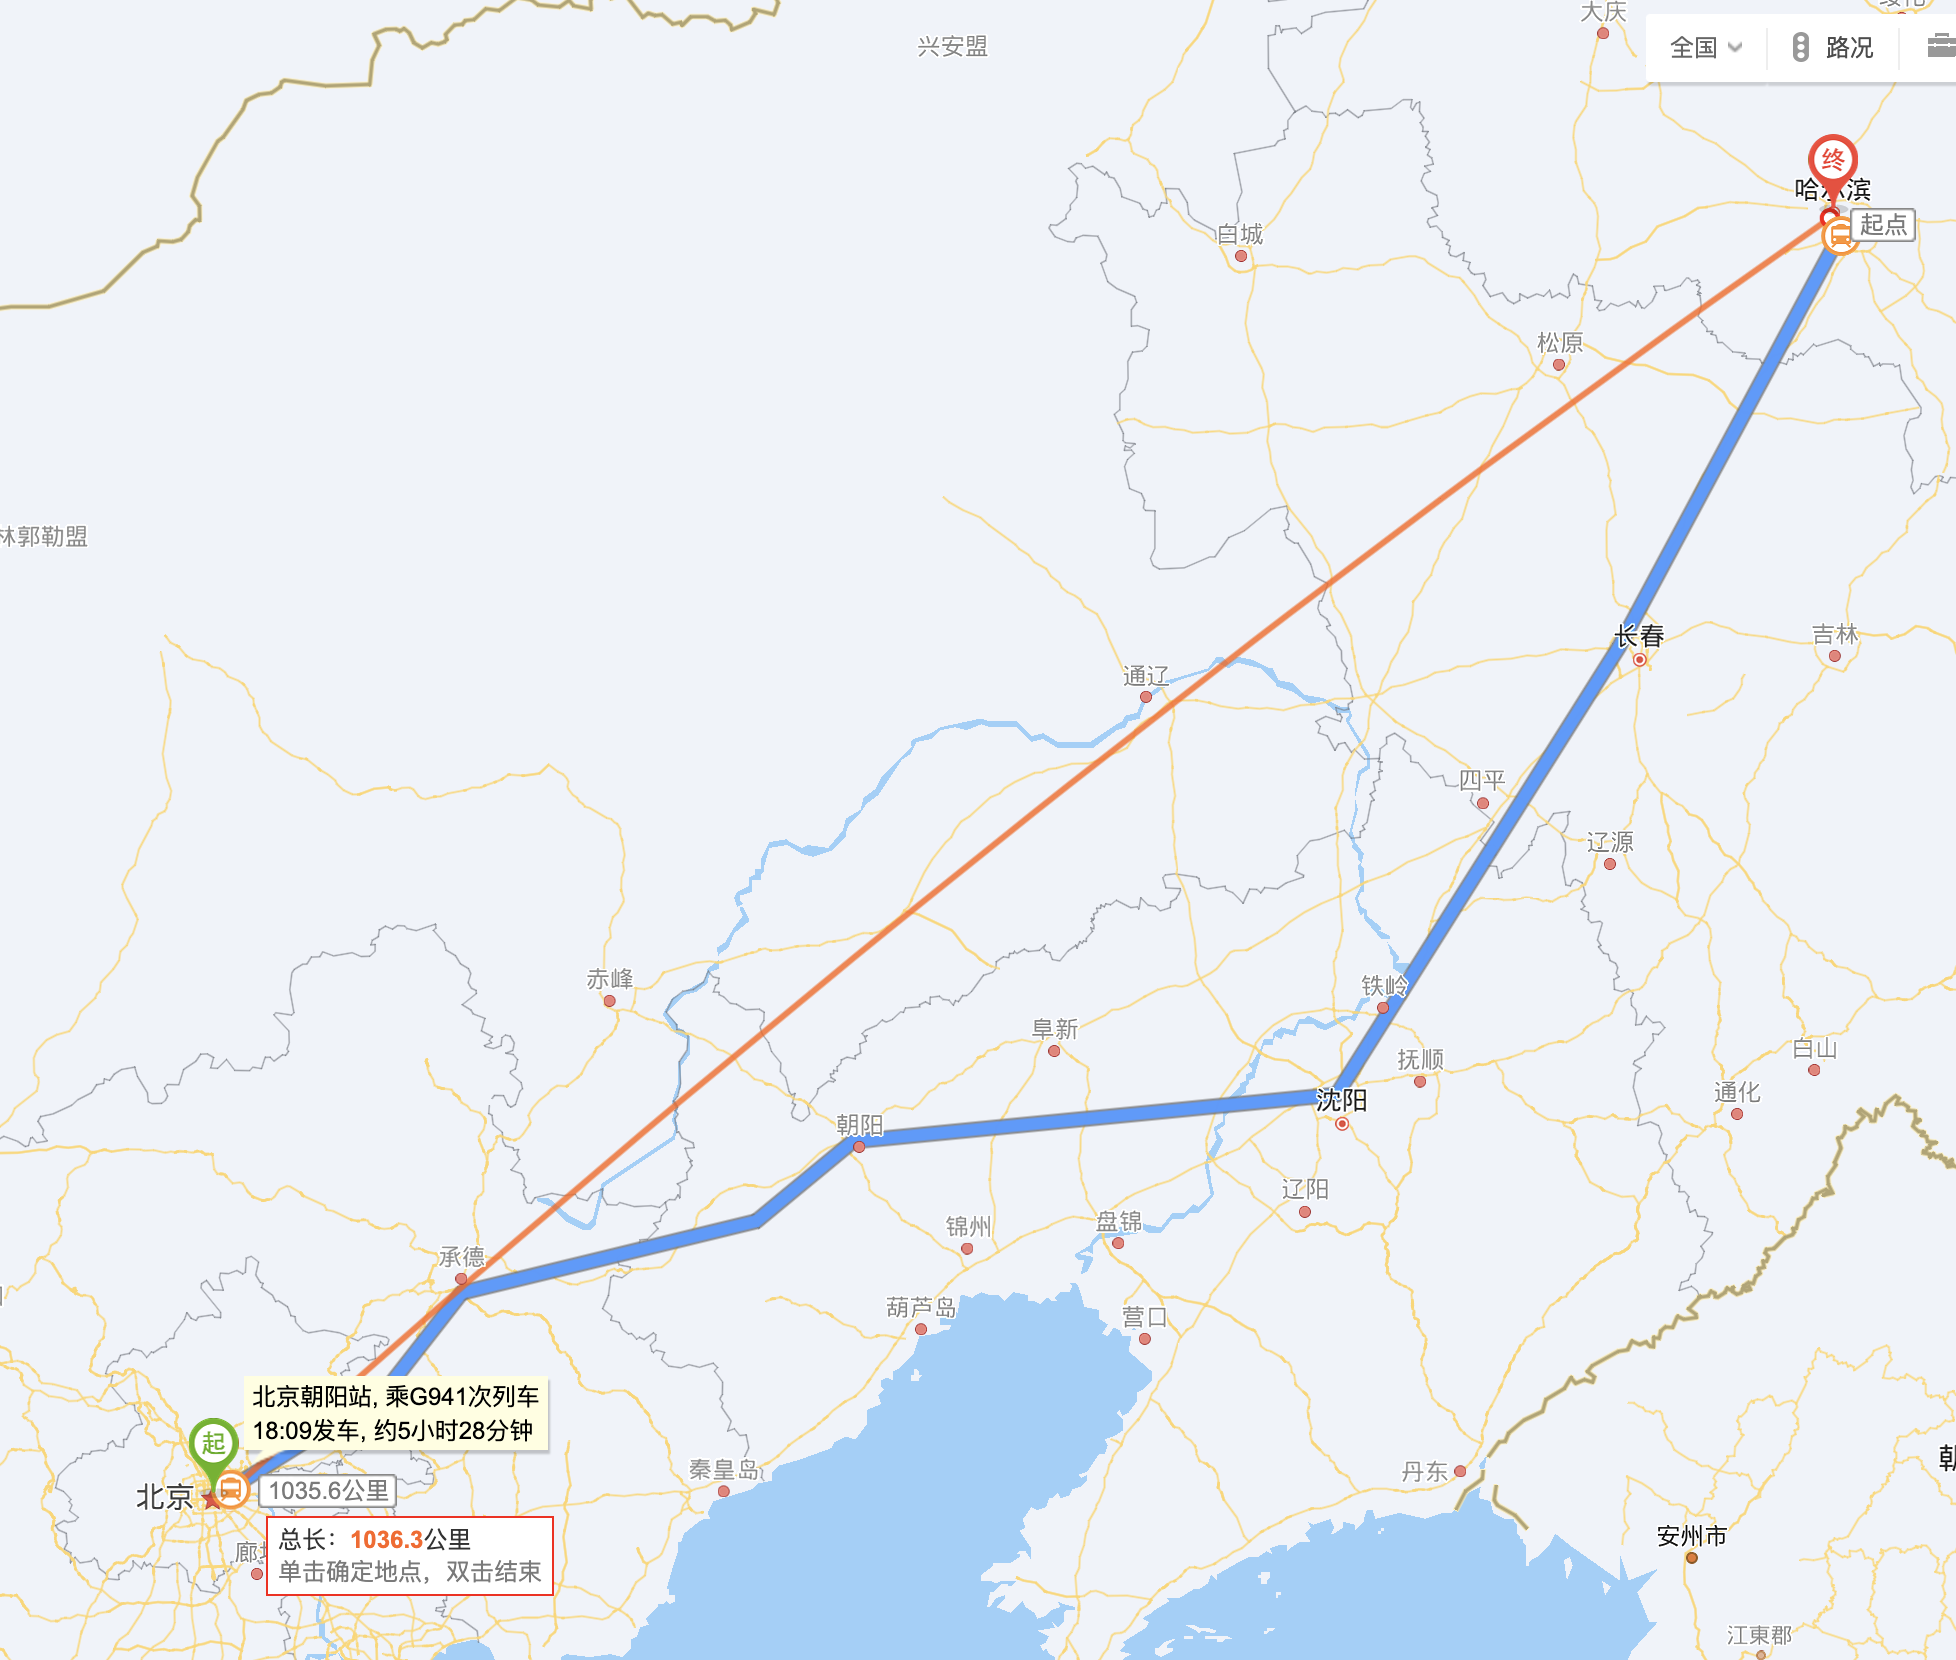 大庆
兴安盟
全国
路况
终
哈尔滨
起点
白城
松原
林郭勒盟
长春
吉林
通辽
四平
辽源
赤峰
铁岭
阜新
抚顺
白山
通化
沈阳
朝阳
辽阳
锦州
盘锦
承德
葫芦岛
营口
北京朝阳站, 乘G941次列车
18:09发车, 约5小时28分钟
起
秦皇岛
丹东
北京
1035.6公里
总长：1036.3公里
单击确定地点，双击结束
安州市
江東郡